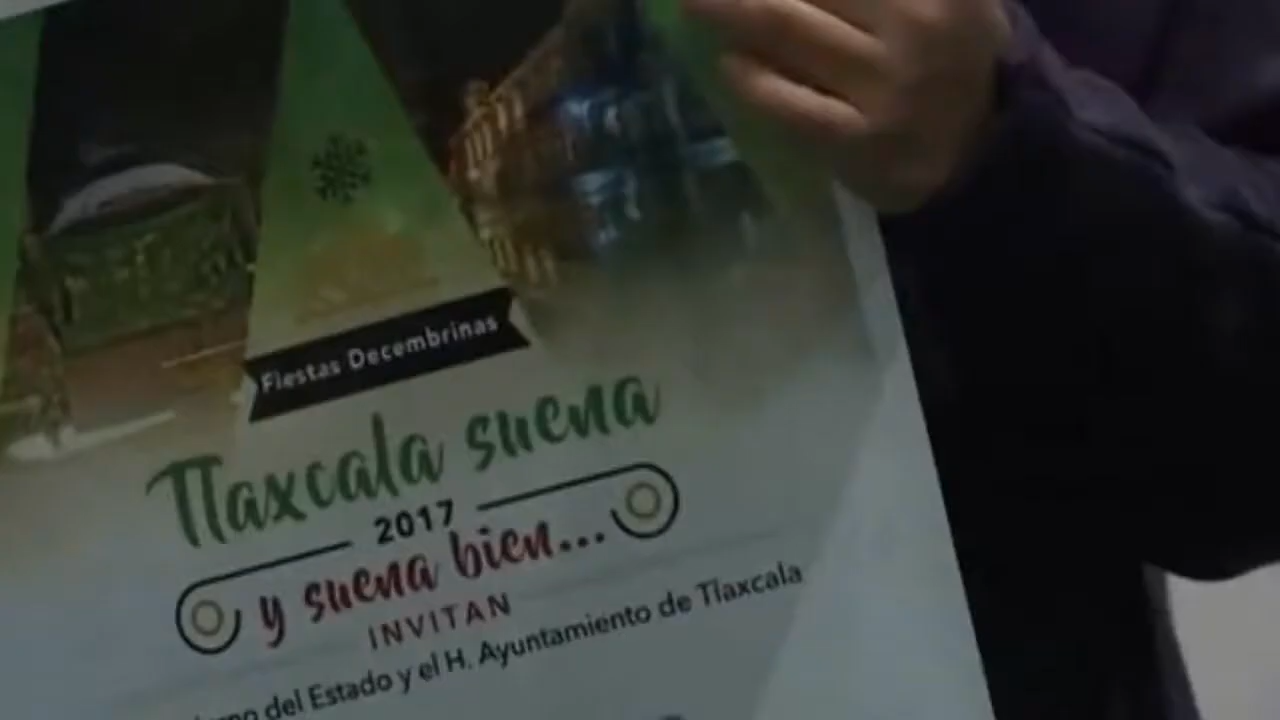 Fiestas Decembrinas
Tlaxcala suena
2017
y suena bien...
INVITAN
del Estado y el H. Ayuntamiento de Tlaxcala